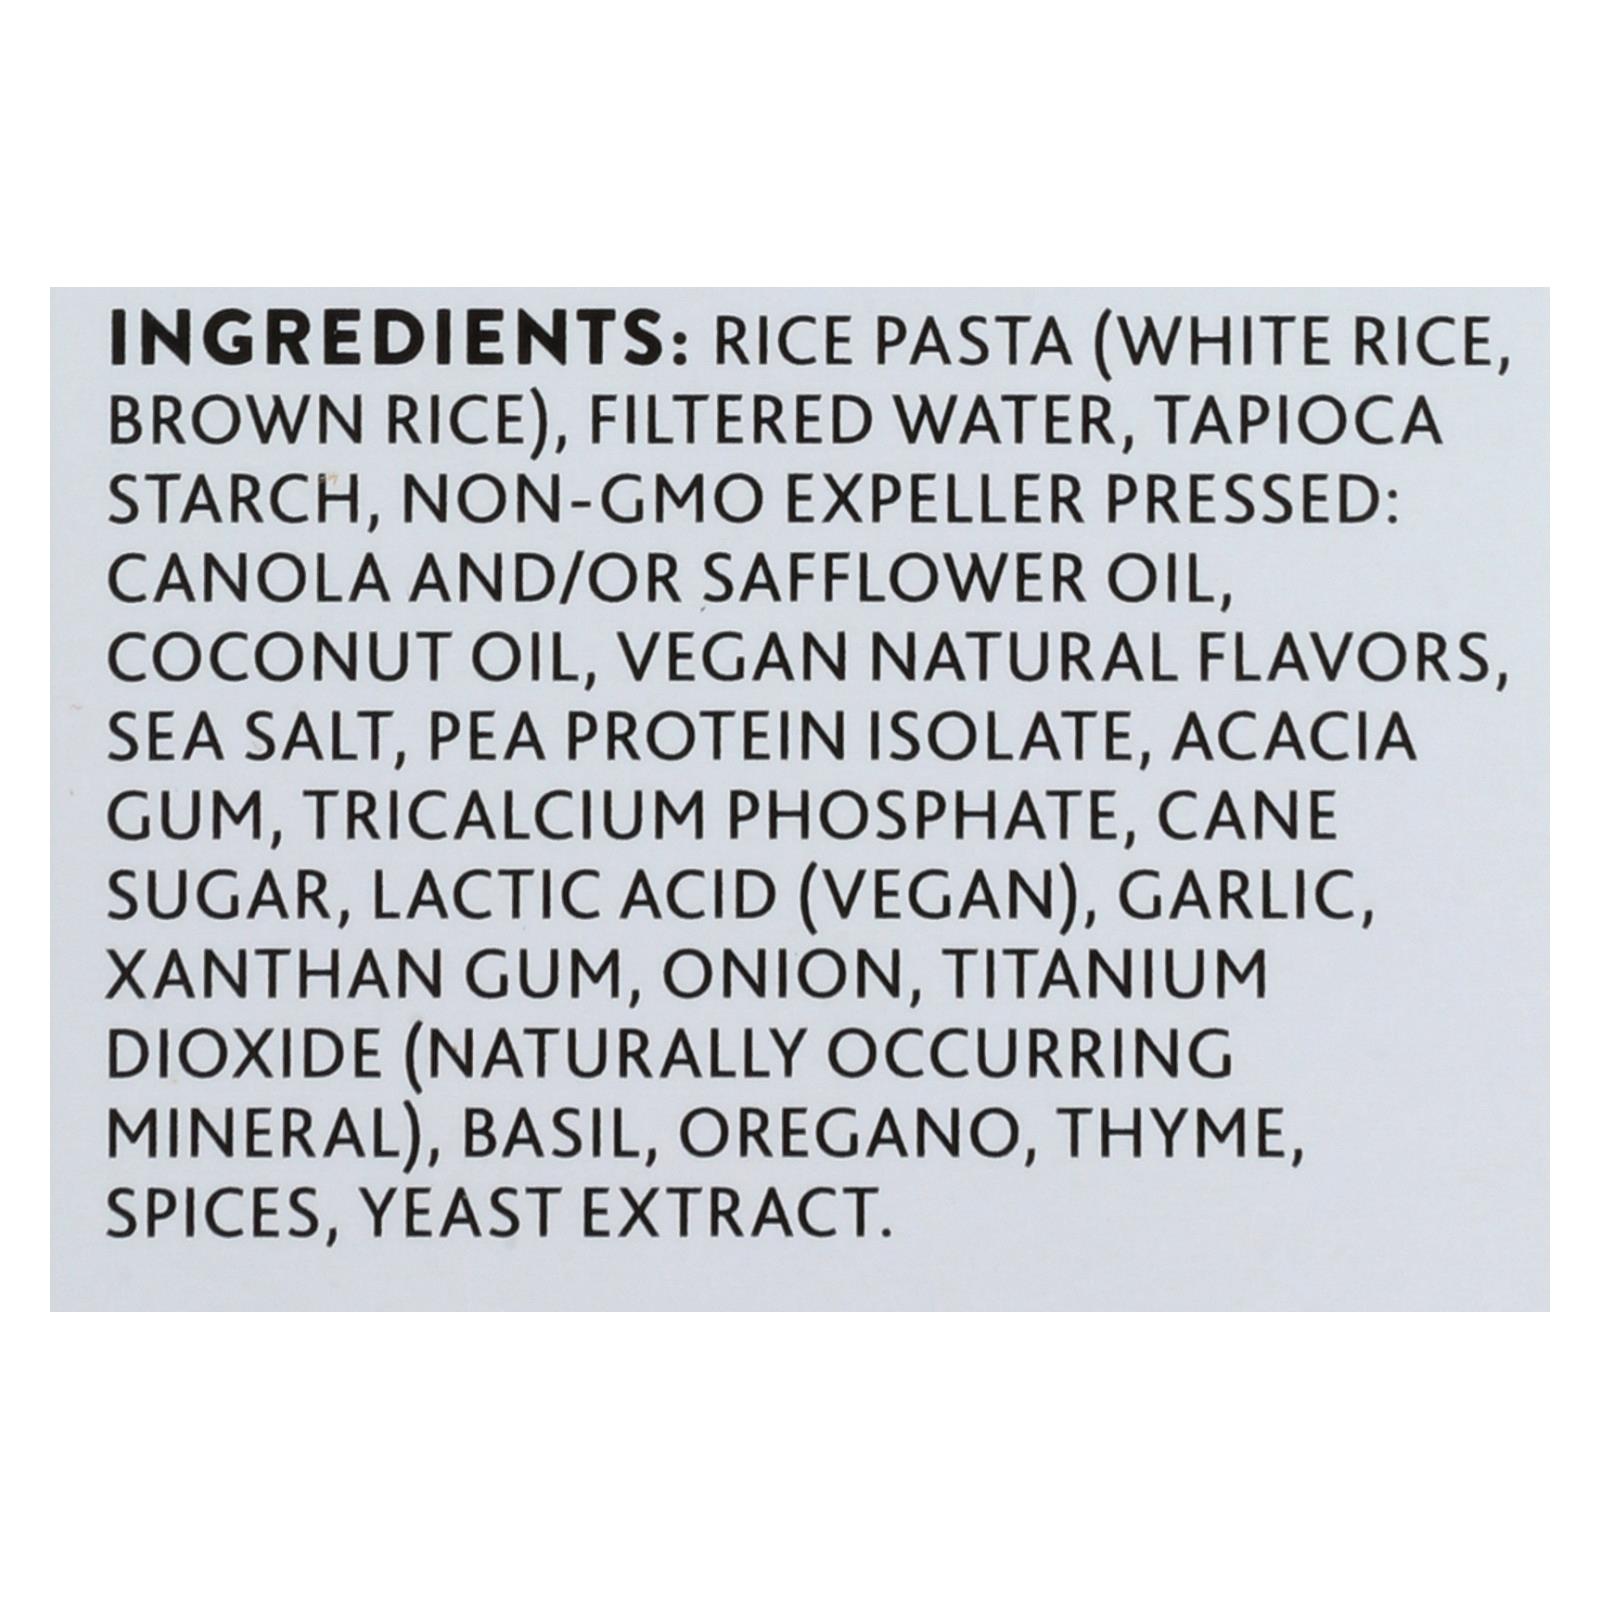 INGREDIENTS: RICE PASTA (WHITE RICE,
BROWN RICE), FILTERED WATER, TAPIOCA
STARCH, NON-GMO EXPELLER PRESSED:
CANOLA AND/OR SAFFLOWER OIL,
COCONUT OIL, VEGAN NATURAL FLAVORS,
SEA SALT, PEA PROTEIN ISOLATE, ACACIA
GUM, TRICALCIUM PHOSPHATE, CANE
SUGAR, LACTIC ACID (VEGAN), GARLIC,
XANTHAN GUM, ONION, TITANIUM
DIOXIDE (NATURALLY OCCURRING
MINERAL), BASIL, OREGANO, THYME,
SPICES, YEAST EXTRACT.